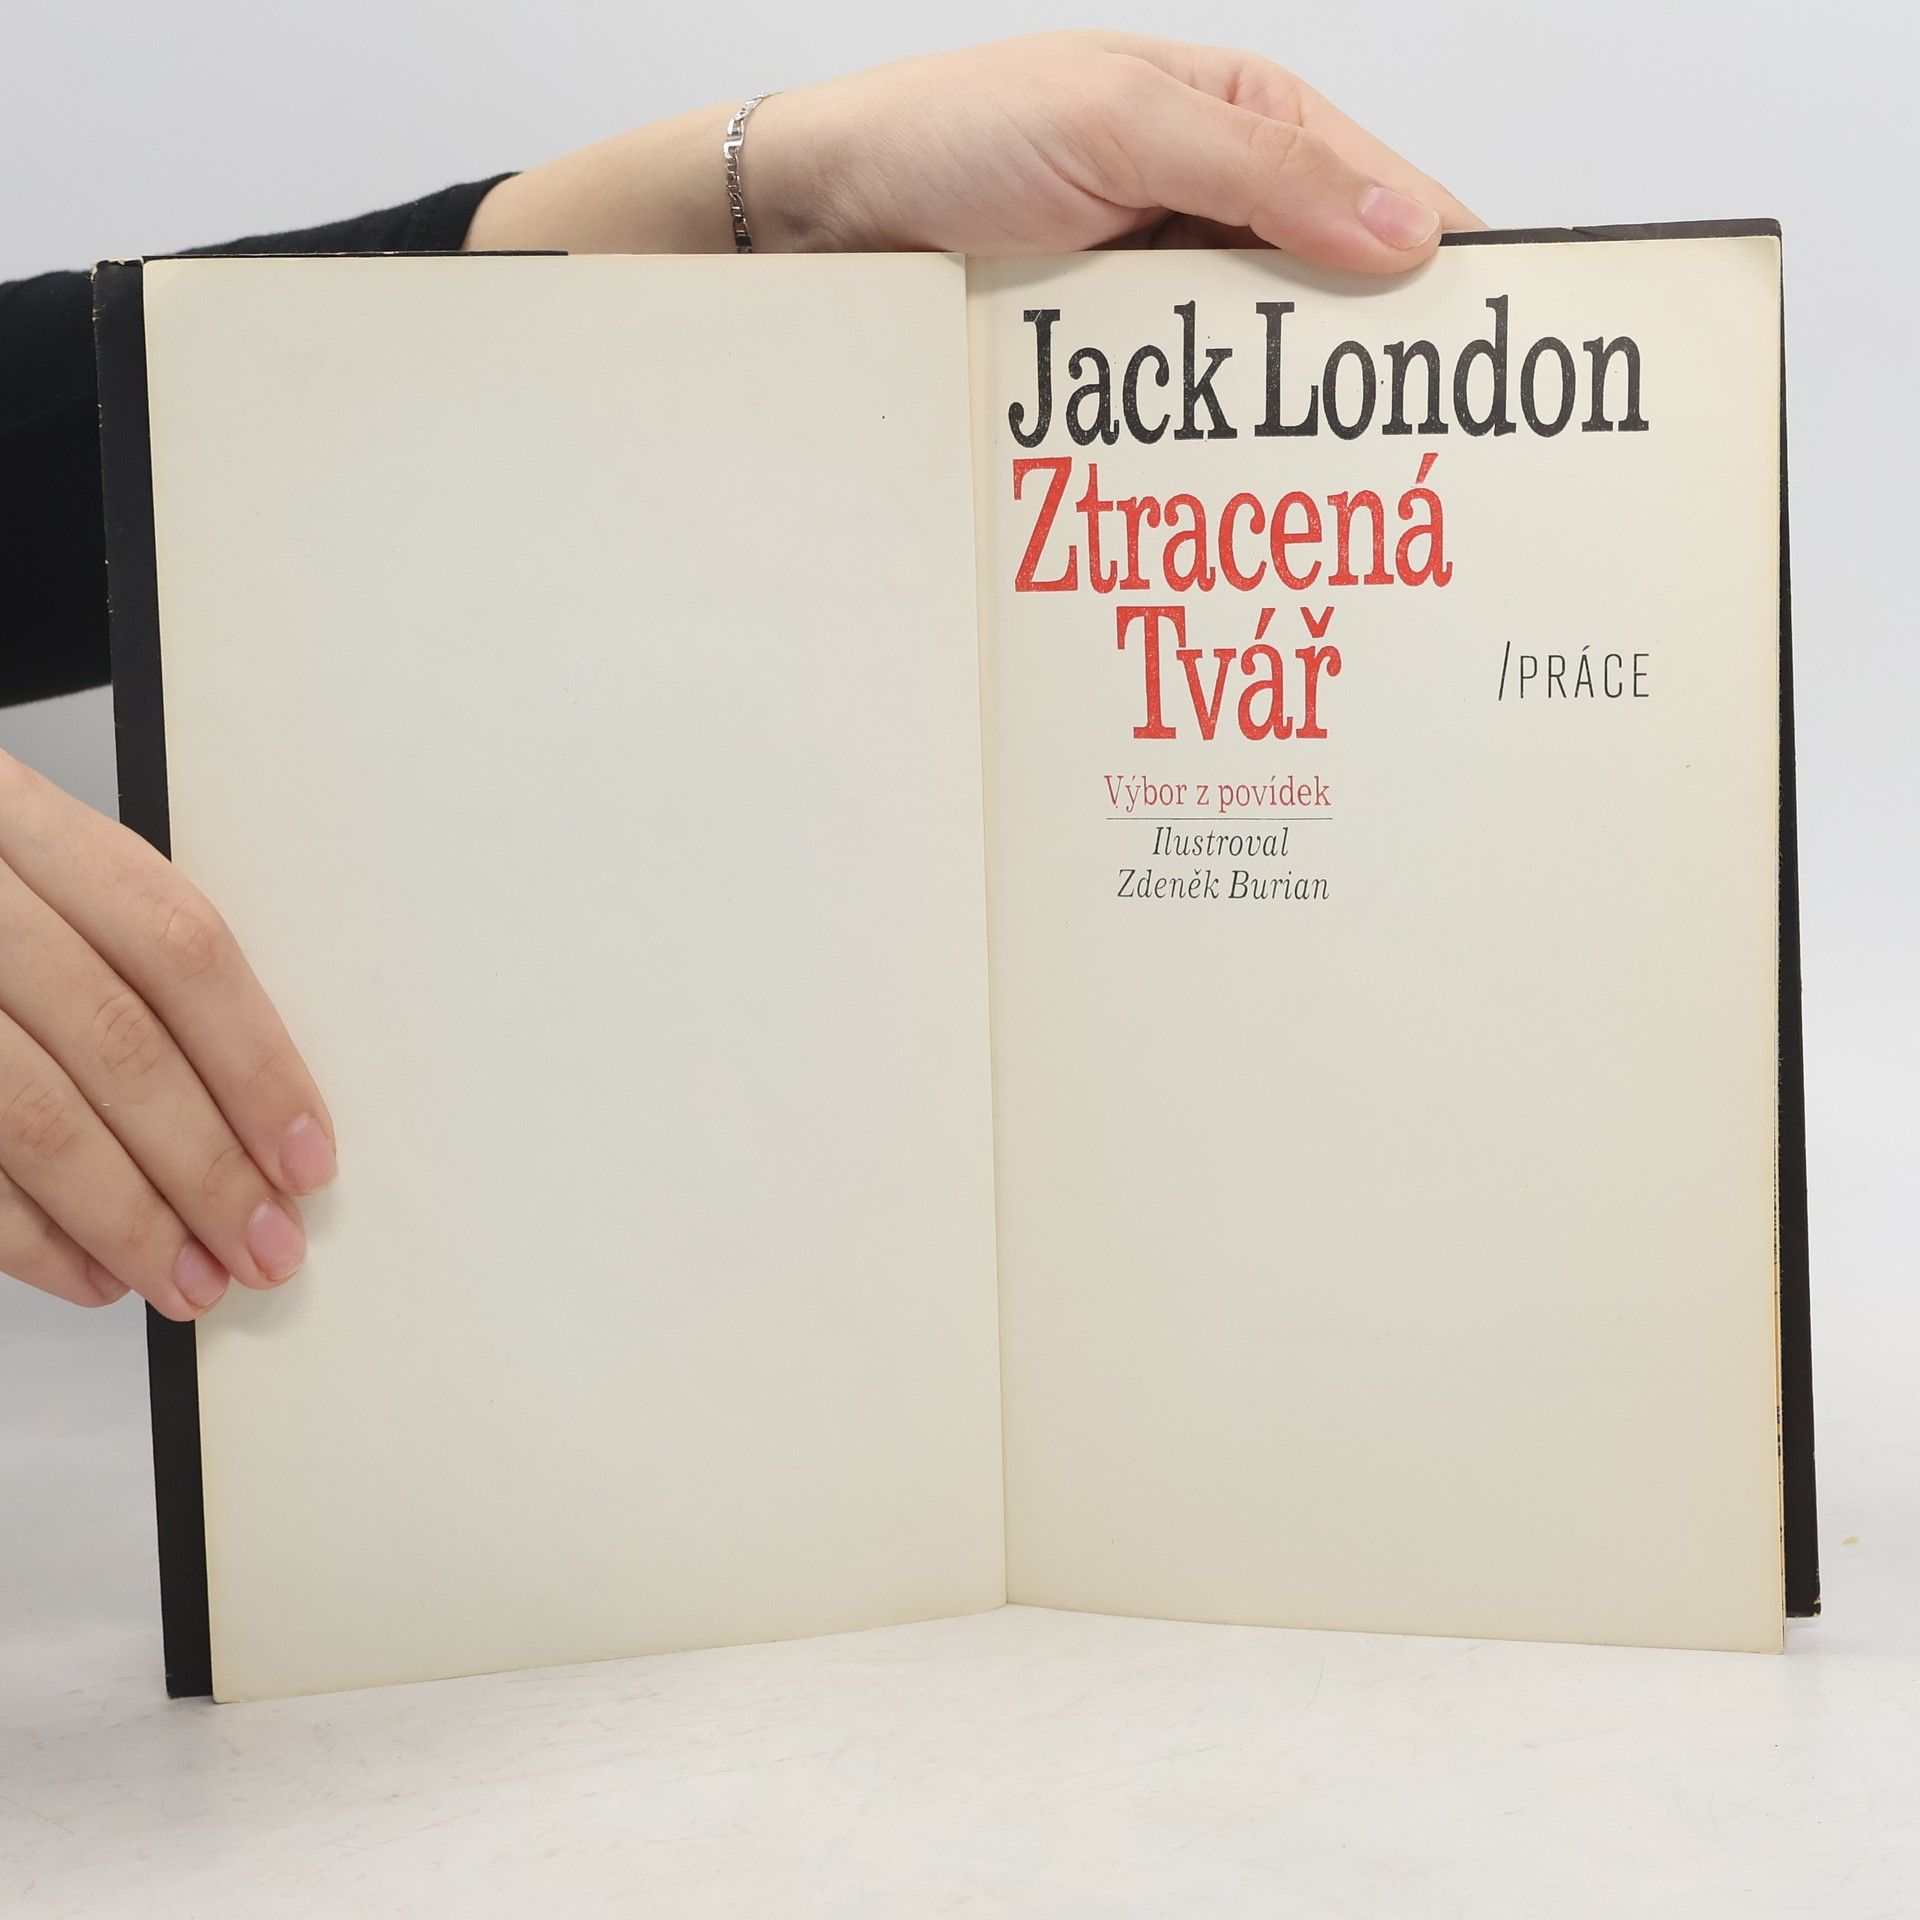 Jack London
Ztracená
Tvář
/PRÁCE
Výbor z povídek
Ilustroval
Zdeněk Burian